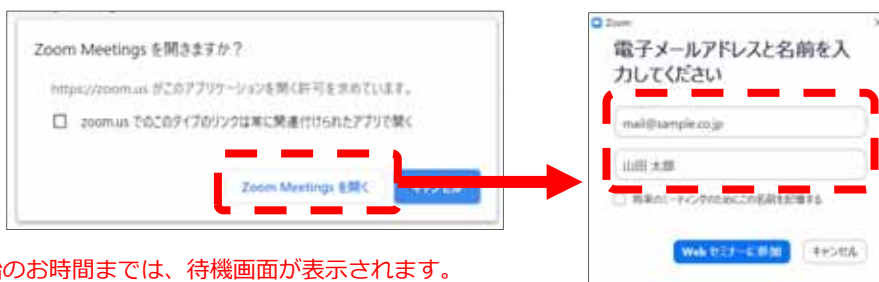 Zoom Meetings を開きますか?
https://zoom.us がこのアプリケーションを開く許可を求めています。
zoom.us でのこのタイプのリンクは常に関連付けられたアプリで開く
Zoom Meetings を開く
キャンセル
Zoom
電子メールアドレスと名前を入
力してください
mail@sample.co.jp
山田 太郎
将来のミーティングのためにこの名前を記憶する
Web セミナーに参加
キャンセル
のお時間までは、待機画面が表示されます。